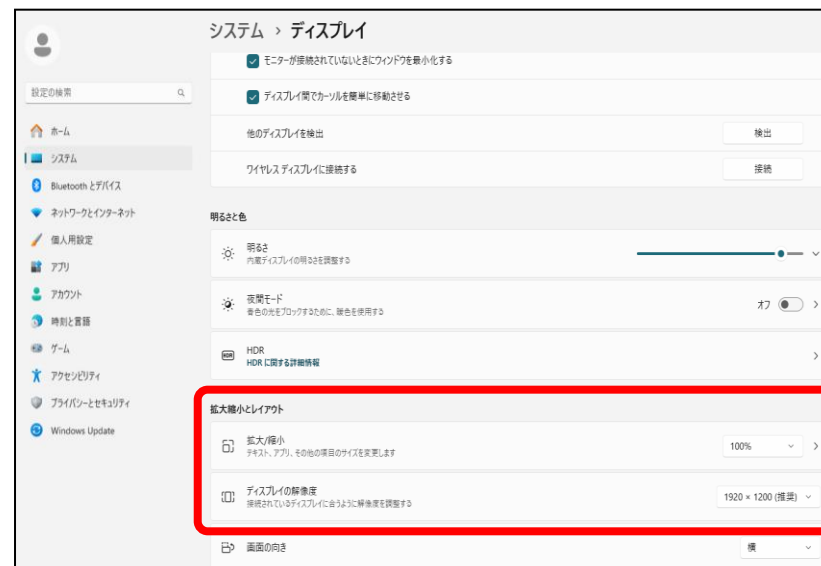 システム › ディスプレイ
設定の検索
ホーム
システム
Bluetooth とデバイス
ネットワークとインターネット
個人用設定
アプリ
アカウント
時刻と言語
ゲーム
アクセシビリティ
プライバシーとセキュリティ
Windows Update
モニターが接続されていないときにウィンドウを最小化する
ディスプレイ間でカーソルを簡単に移動させる
他のディスプレイを検出 検出
ワイヤレス ディスプレイに接続する 接続
明るさと色
明るさ
内蔵ディスプレイの明るさを調整する
夜間モード オフ
青色の光をブロックするために、暖色を使用する
HDR
HDR に関する詳細情報
拡大縮小とレイアウト
拡大/縮小 100%
テキスト、アプリ、その他の項目のサイズを変更します
ディスプレイの解像度 1920 × 1200 (推奨)
接続されているディスプレイに合うように解像度を調整する
画面の向き 横